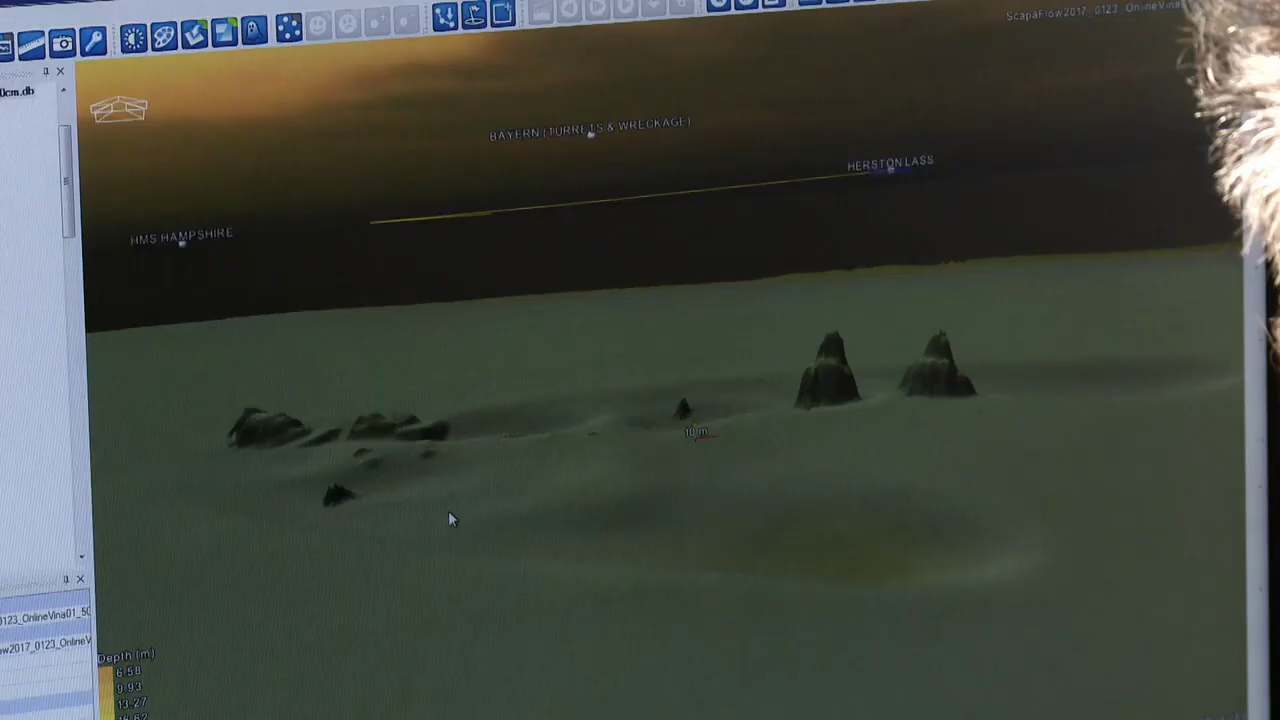 ScapaFlow2017_0123_OnlineVina
0cm.db
BAYERN (TURRETS & WRECKAGE)
HERSTON LASS
HMS HAMPSHIRE
10 m
0123_OnlineVina01_50
ow2017_0123_OnlineV
Depth (m)
6.58
9.93
13.27